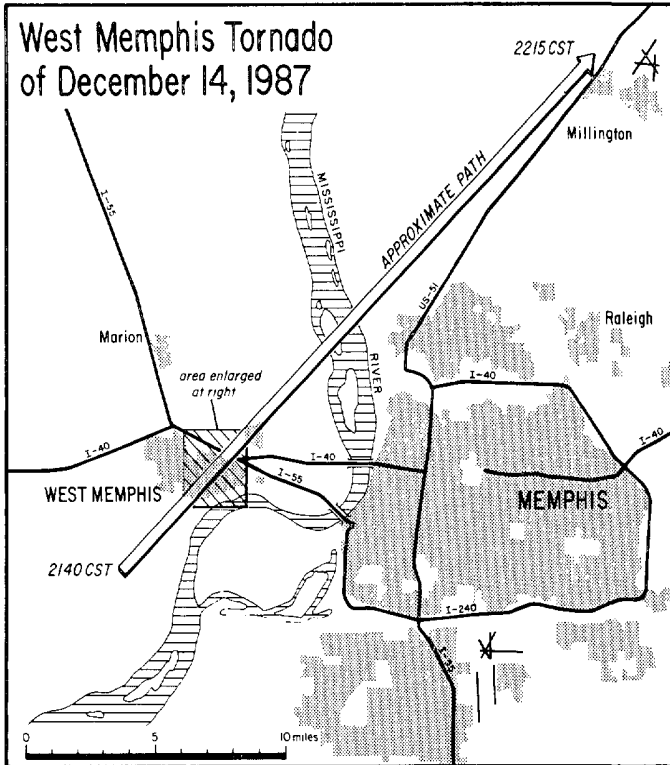 West Memphis Tornado
of December 14, 1987
2215 CST
Millington
I-55
MISSISSIPPI
APPROXIMATE PATH
US-51
Raleigh
Marion
RIVER
area enlarged
at right
I-40
I-40
I-40
I-40
I-55
WEST MEMPHIS
MEMPHIS
2140 CST
I-240
I-55
0 5 10 miles